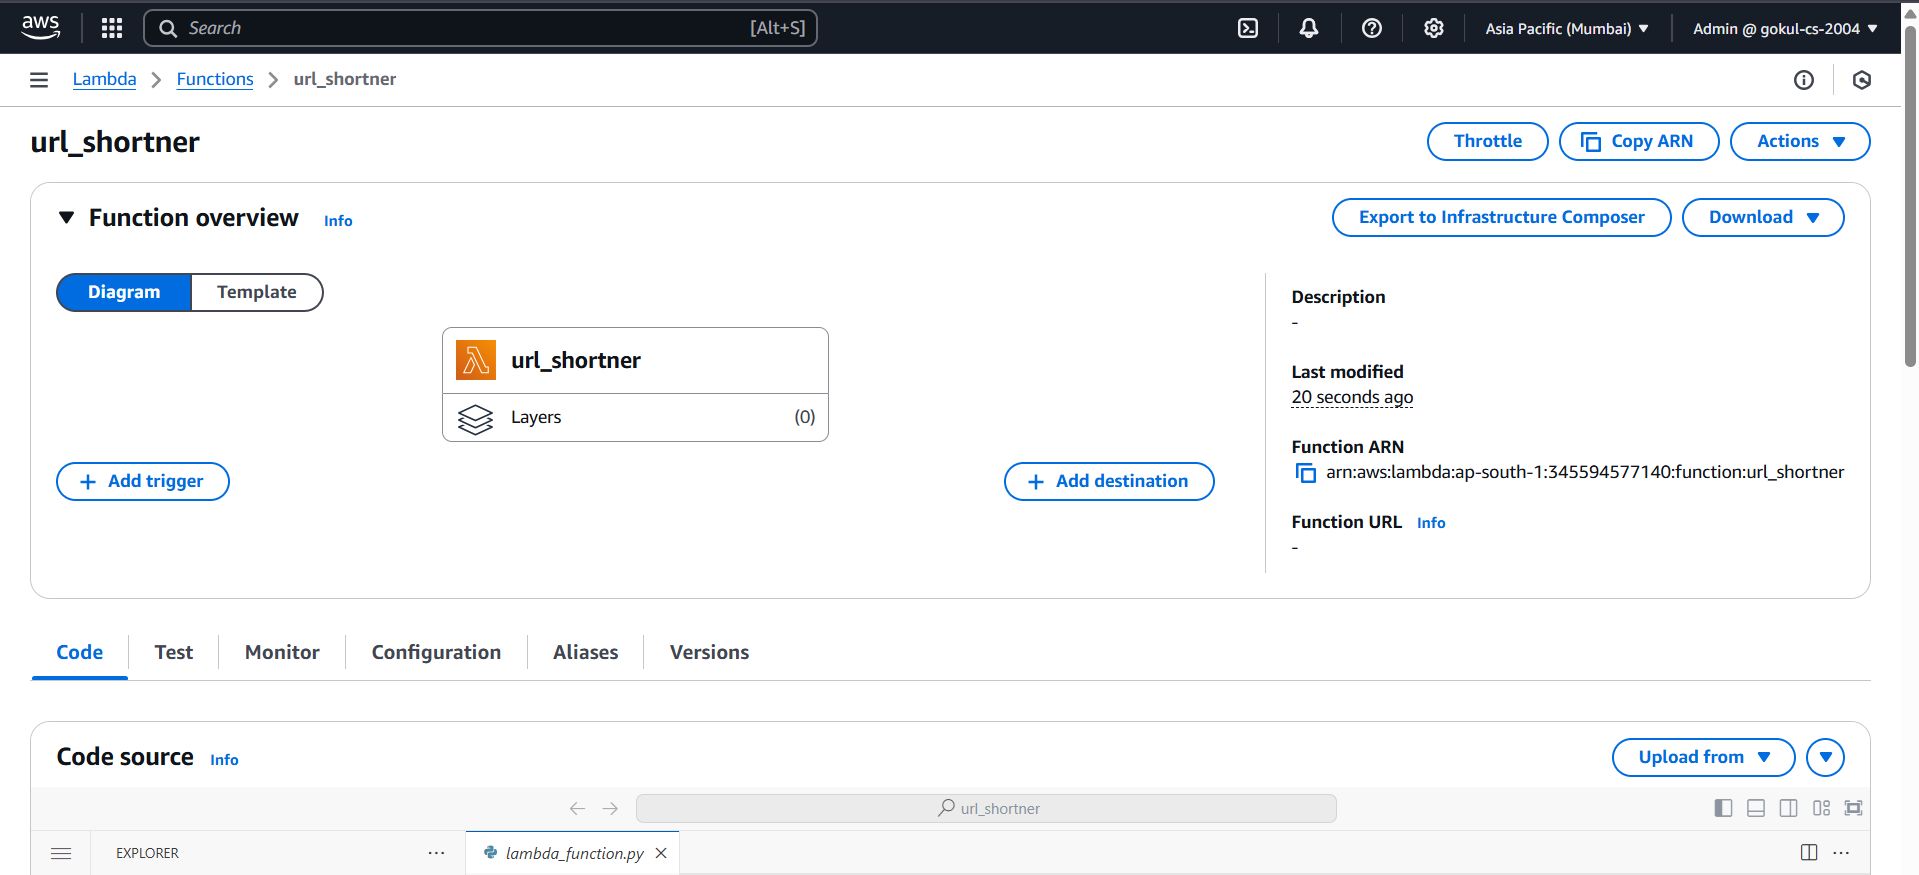 aws
Search [Alt+S]
Asia Pacific (Mumbai)
Admin @ gokul-cs-2004
Lambda
Functions
url_shortner
url_shortner
Throttle
Copy ARN
Actions
Function overview Info
Export to Infrastructure Composer
Download
Diagram
Template
url_shortner
Layers (0)
Add trigger
Add destination
Description
-
Last modified
20 seconds ago
Function ARN
arn:aws:lambda:ap-south-1:345594577140:function:url_shortner
Function URL Info
-
Code
Test
Monitor
Configuration
Aliases
Versions
Code source Info
Upload from
url_shortner
EXPLORER
lambda_function.py